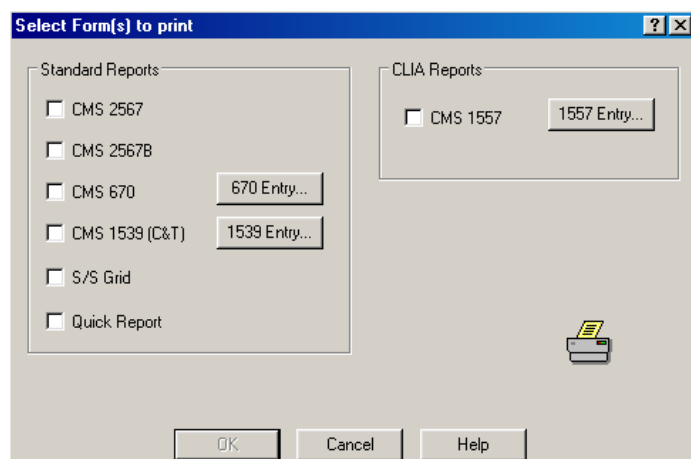 Select Form(s) to print
Standard Reports
CMS 2567
CMS 2567B
CMS 670
670 Entry...
CMS 1539 (C&T)
1539 Entry...
S/S Grid
Quick Report
CLIA Reports
CMS 1557
1557 Entry...
OK
Cancel
Help